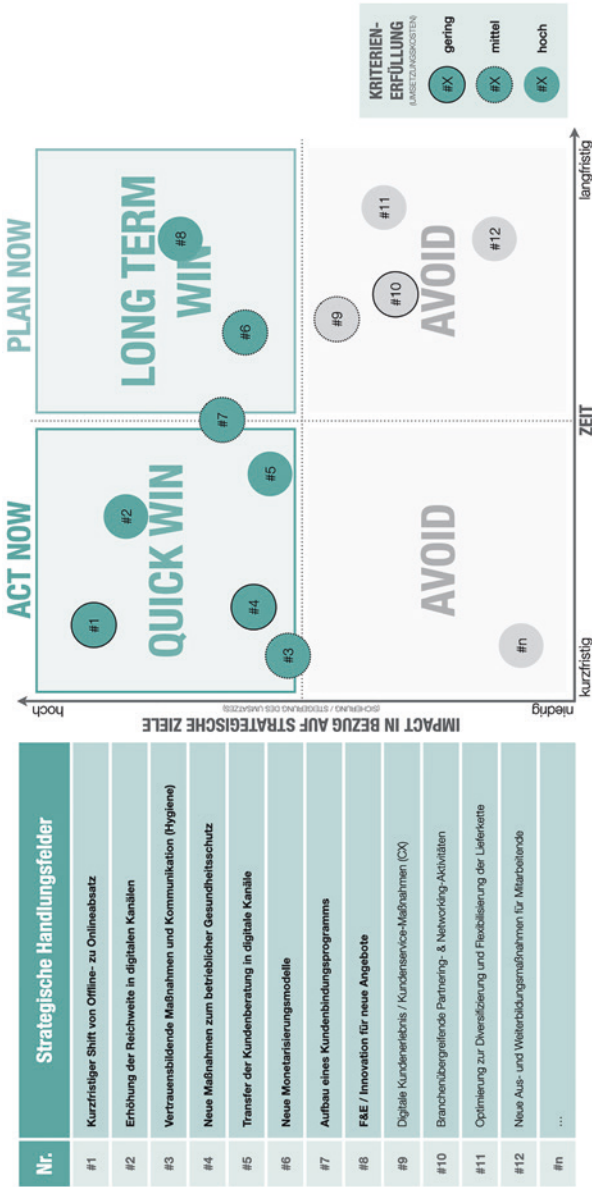 Nr.
Strategische Handlungsfelder
#1
Kurzfristiger Shift von Offline- zu Onlineabsatz
#2
Erhöhung der Reichweite in digitalen Kanälen
#3
Vertrauensbildende Maßnahmen und Kommunikation (Hygiene)
#4
Neue Maßnahmen zum betrieblicher Gesundheitsschutz
#5
Transfer der Kundenberatung in digitale Kanäle
#6
Neue Monetarisierungsmodelle
#7
Aufbau eines Kundenbindungsprogramms
#8
F&E / Innovation für neue Angebote
#9
Digitale Kundenerlebnis / Kundenservice-Maßnahmen (CX)
#10
Branchenübergreifende Partnering- & Networking-Aktivitäten
#11
Optimierung zur Diversifizierung und Flexibilisierung der Lieferkette
#12
Neue Aus- und Weiterbildungsmaßnahmen für Mitarbeitende
#n
...
IMPACT IN BEZUG AUF STRATEGISCHE ZIELE
(SICHERUNG / STEIGERUNG DES UMSATZES)
hoch
niedrig
ACT NOW
PLAN NOW
QUICK WIN
#1
#2
#3
#4
#5
#7
LONG TERM
WIN
#6
#8
AVOID
#n
AVOID
#9
#10
#11
#12
kurzfristig
ZEIT
langfristig
KRITERIEN-
ERFÜLLUNG
(UMSETZUNGSKOSTEN)
#X
gering
#X
mittel
#X
hoch